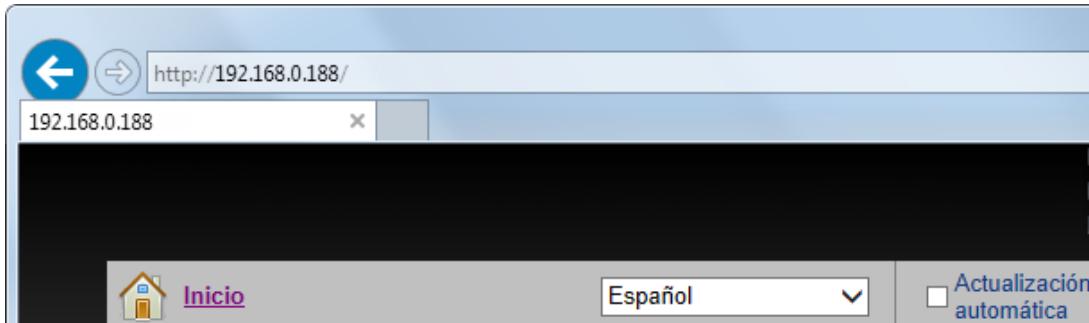 http://192.168.0.188/
192.168.0.188
Inicio
Español
Actualización
automática